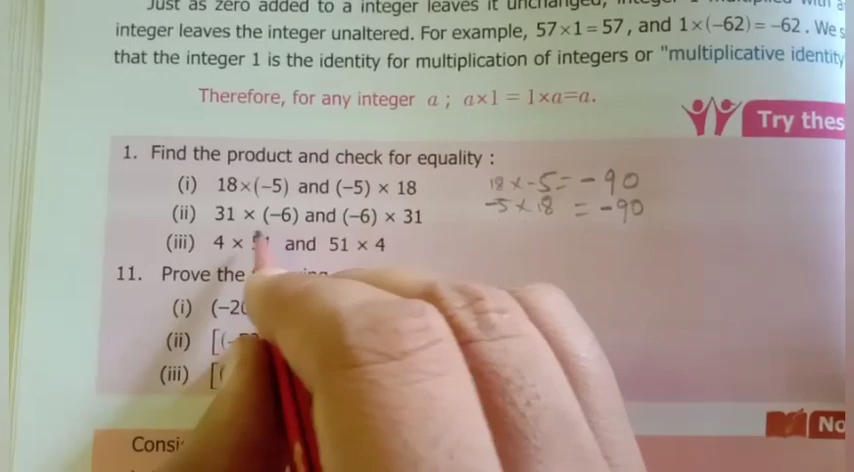 Just as zero added to a integer leaves it unchanged, integer
integer leaves the integer unaltered. For example, 57×1=57, and 1×(−62)= −62. We s
that the integer 1 is the identity for multiplication of integers or "multiplicative identity
Therefore, for any integer a ; a×1 = 1×a=a.
Try thes
1. Find the product and check for equality :
(i) 18×(−5) and (−5) × 18
18 × -5 = -90
(ii) 31 × (−6) and (−6) × 31
-5 × 18 = -90
(iii) 4 × 51 and 51 × 4
11. Prove the
(i) (−20
(ii) [(−
(iii) [(
No
Consi